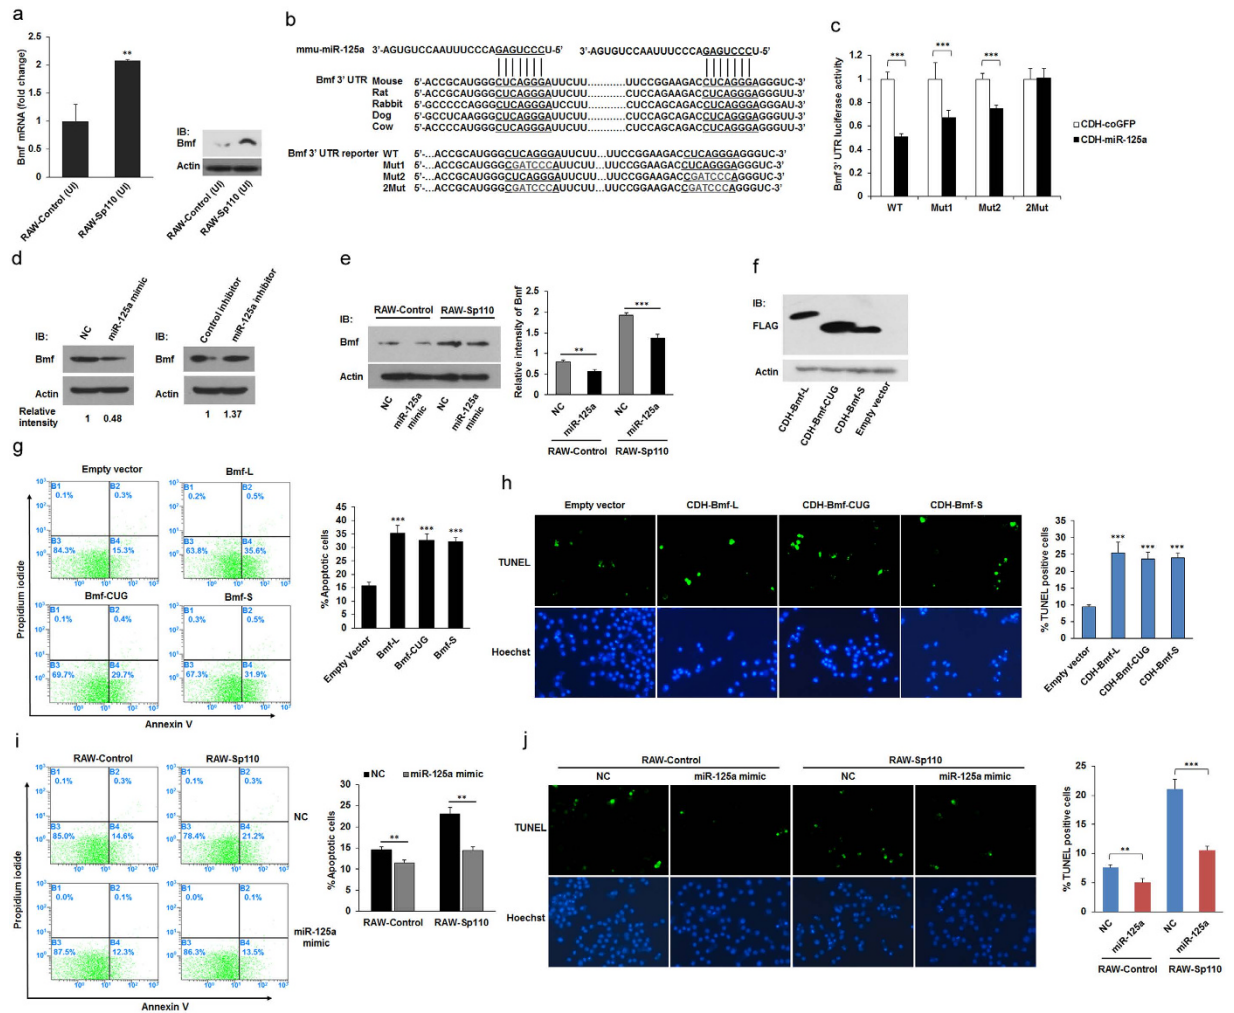 a
Bmf mRNA (fold change)
2.5
2
1.5
1
0.5
0
**
RAW-Control (UI)
RAW-Sp110 (UI)
IB:
Bmf
Actin
RAW-Control (UI)
RAW-Sp110 (UI)
b
mmu-miR-125a 3'-AGUGUCCAAUUUCCCAGAGUCCCU-5' 3'-AGUGUCCAAUUUCCCAGAGUCCCU-5'
Bmf 3' UTR Mouse 5'-ACCGCAUGGGCUCAGGGAUUCUU............UUCCGGAAGACCUCAGGGAGGGUC-3'
Rat 5'-ACCGCAUGGGCUCAGGGAUUCUU............CUCCAGAAGACCUCAGGGAGGGUC-3'
Rabbit 5'-GCCCCCAGGGCUCAGGGAUCCUU............CUCCAGCAGACCUCAGGGAGGGAU-3'
Dog 5'-ACCGCAUGGGCUCAGGGAUUCUU............CUCCAGCAGACCUCAGGGAGGGUU-3'
Cow 5'-ACCGCAUGGGCUCAGGGAUUCUU............CUCCAGAAGACCUCAGGGAGGGUU-3'
Bmf 3' UTR reporter WT 5'-...ACCGCAUGGGCUCAGGGAUUCUU...UUCCGGAAGACCUCAGGGAGGGUC-3'
Mut1 5'-...ACCGCAUGGGCGATCCCAUUCUU...UUCCGGAAGACCUCAGGGAGGGUC-3'
Mut2 5'-...ACCGCAUGGGCUCAGGGAUUCUU...UUCCGGAAGACCGATCCCAGGGUC-3'
2Mut 5'-...ACCGCAUGGGCGATCCCAUUCUU...UUCCGGAAGACCGATCCCAGGGUC-3'
c
Bmf 3' UTR luciferase activity
1.2
1
0.8
0.6
0.4
0.2
0
*** *** ***
WT Mut1 Mut2 2Mut
CDH-coGFP
CDH-miR-125a
d
IB:
NC
miR-125a mimic
Bmf
Actin
Relative intensity
1 0.48
IB:
Control inhibitor
miR-125a inhibitor
Bmf
Actin
1 1.37
e
RAW-Control RAW-Sp110
IB:
Bmf
Actin
NC
miR-125a mimic
NC
miR-125a mimic
Relative intensity of Bmf
2.5
2
1.5
1
0.5
0
** ***
NC
miR-125a
NC
miR-125a
RAW-Control RAW-Sp110
f
IB:
FLAG
Actin
CDH-Bmf-L
CDH-Bmf-CUG
CDH-Bmf-S
Empty vector
g
Propidium iodide
Empty vector
B1 0.1%
B2 0.3%
B3 84.3%
B4 15.3%
Bmf-L
B1 0.2%
B2 0.5%
B3 63.8%
B4 35.6%
Bmf-CUG
B1 0.1%
B2 0.4%
B3 69.7%
B4 29.7%
Bmf-S
B1 0.3%
B2 0.5%
B3 67.3%
B4 31.9%
Annexin V
% Apoptotic cells
45
40
35
30
25
20
15
10
5
0
*** *** ***
Empty Vector
Bmf-L
Bmf-CUG
Bmf-S
h
Empty vector CDH-Bmf-L CDH-Bmf-CUG CDH-Bmf-S
TUNEL
Hoechst
% TUNEL positive cells
35
30
25
20
15
10
5
0
*** *** ***
Empty vector
CDH-Bmf-L
CDH-Bmf-CUG
CDH-Bmf-S
i
Propidium iodide
RAW-Control RAW-Sp110
B1 0.1%
B2 0.3%
B3 85.0%
B4 14.6%
B1 0.1%
B2 0.3%
B3 78.4%
B4 21.2%
NC
B1 0.0%
B2 0.1%
B3 87.5%
B4 12.3%
B1 0.0%
B2 0.1%
B3 86.3%
B4 13.5%
miR-125a mimic
Annexin V
NC miR-125a mimic
% Apoptotic cells
30
25
20
15
10
5
0
** **
RAW-Control RAW-Sp110
j
RAW-Control RAW-Sp110
NC miR-125a mimic NC miR-125a mimic
TUNEL
Hoechst
% TUNEL positive cells
25
20
15
10
5
0
** ***
NC
miR-125a
NC
miR-125a
RAW-Control RAW-Sp110